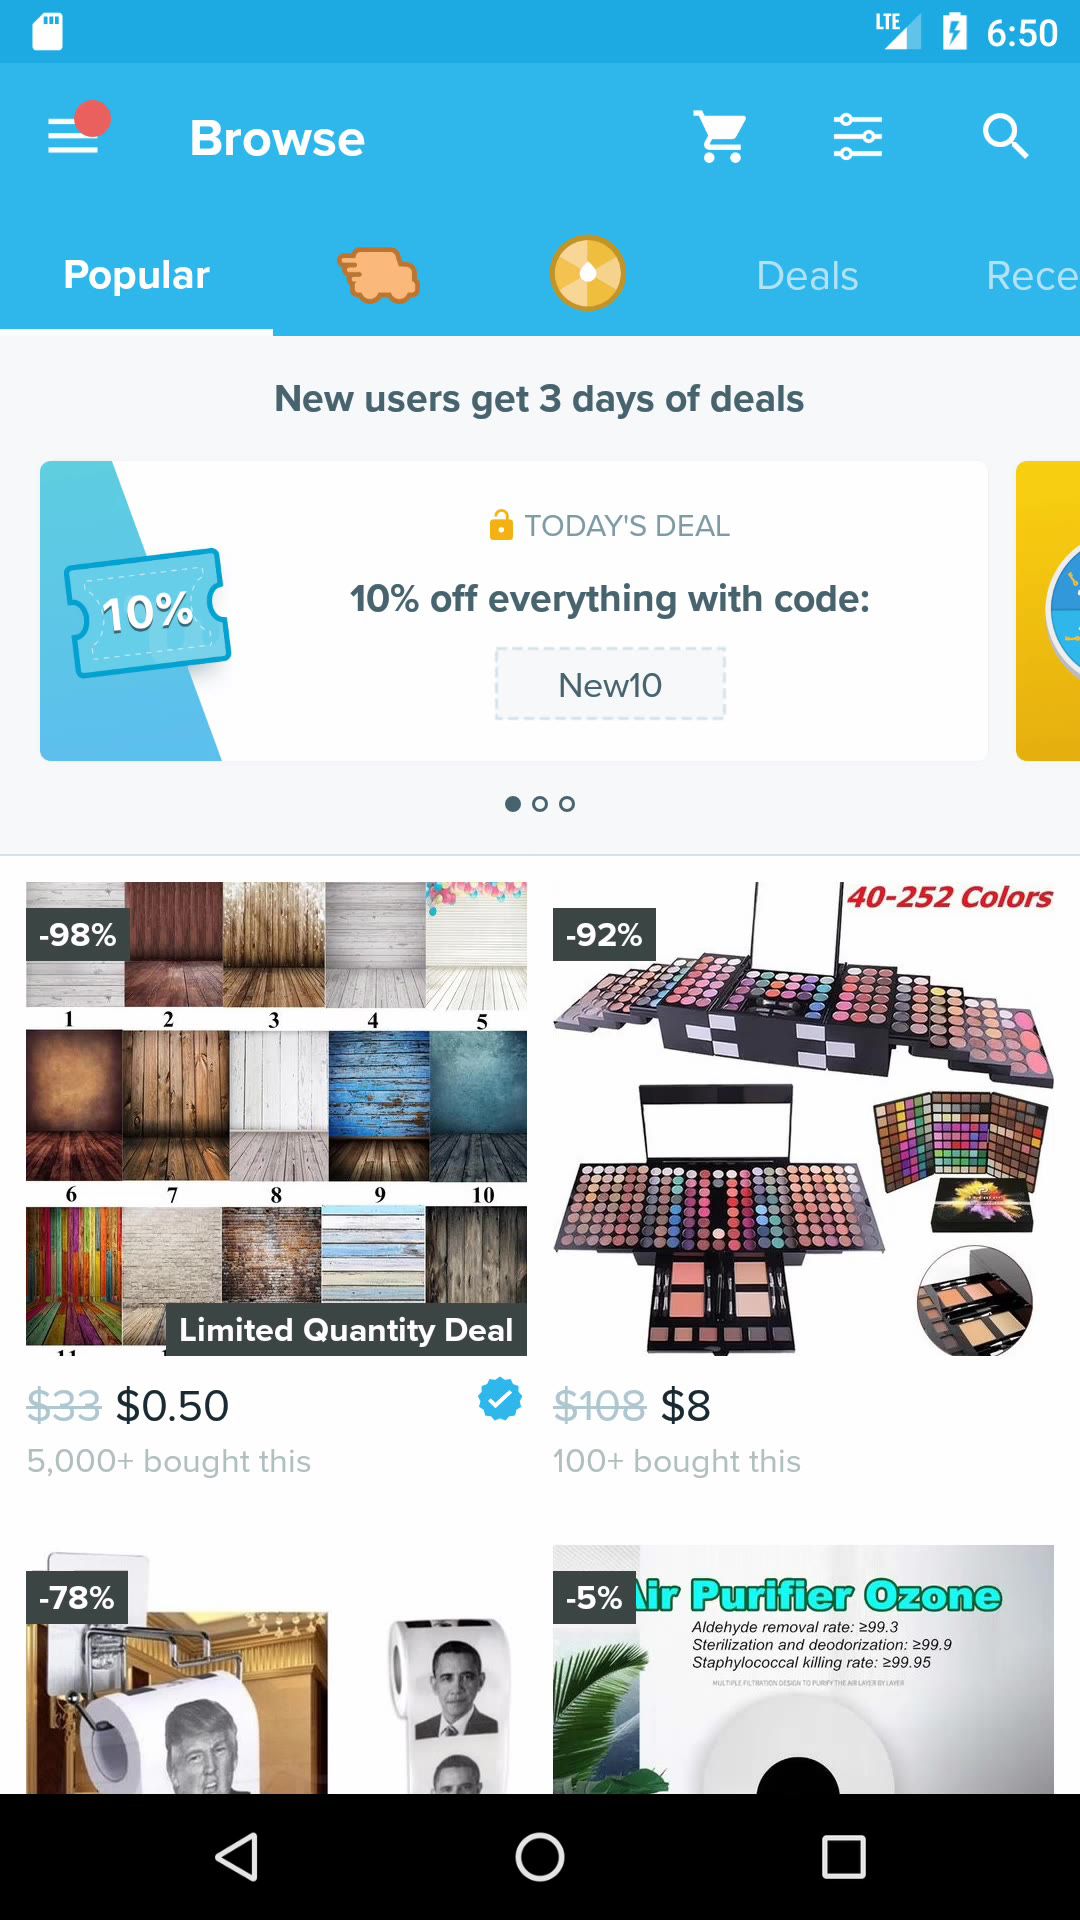 LTE 6:50
Browse
Popular
Deals
Rece
New users get 3 days of deals
TODAY'S DEAL
10%
10% off everything with code:
New10
-98%
1 2 3 4 5
6 7 8 9 10
11
Limited Quantity Deal
$33 $0.50
5,000+ bought this
-92%
40-252 Colors
$108 $8
100+ bought this
-78%
-5%
Air Purifier Ozone
Aldehyde removal rate: ≥99.3
Sterilization and deodorization: ≥99.9
Staphylococcal killing rate: ≥99.95
MULTIPLE FILTRATION DESIGN TO PURIFY THE AIR LAYER BY LAYER